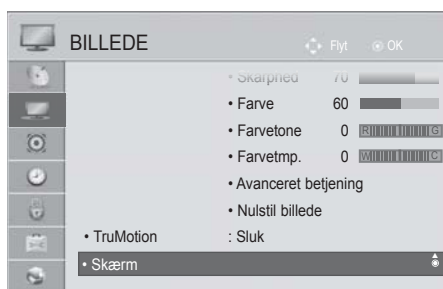 BILLEDE Flyt OK
• Skarphed 70
• Farve 60
• Farvetone 0 R G
• Farvetmp. 0 W C
• Avanceret betjening
• Nulstil billede
• TruMotion : Sluk
• Skærm